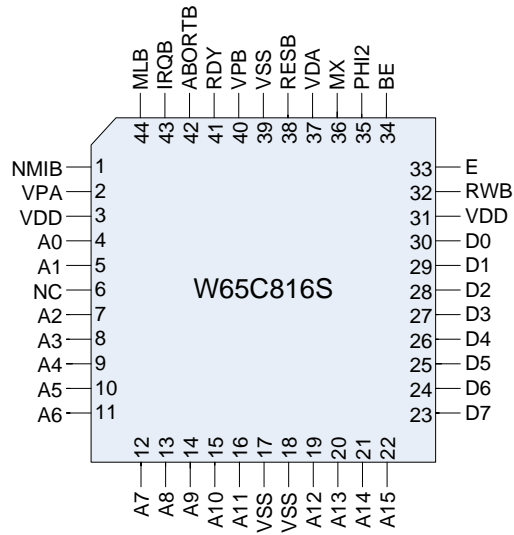 MLB IRQB ABORTB RDY VPB VSS RESB VDA MX PHI2 BE
44 43 42 41 40 39 38 37 36 35 34
NMIB 1 33 E
VPA 2 32 RWB
VDD 3 31 VDD
A0 4 30 D0
A1 5 29 D1
NC 6 W65C816S 28 D2
A2 7 27 D3
A3 8 26 D4
A4 9 25 D5
A5 10 24 D6
A6 11 23 D7
12 13 14 15 16 17 18 19 20 21 22
A7 A8 A9 A10 A11 VSS VSS A12 A13 A14 A15